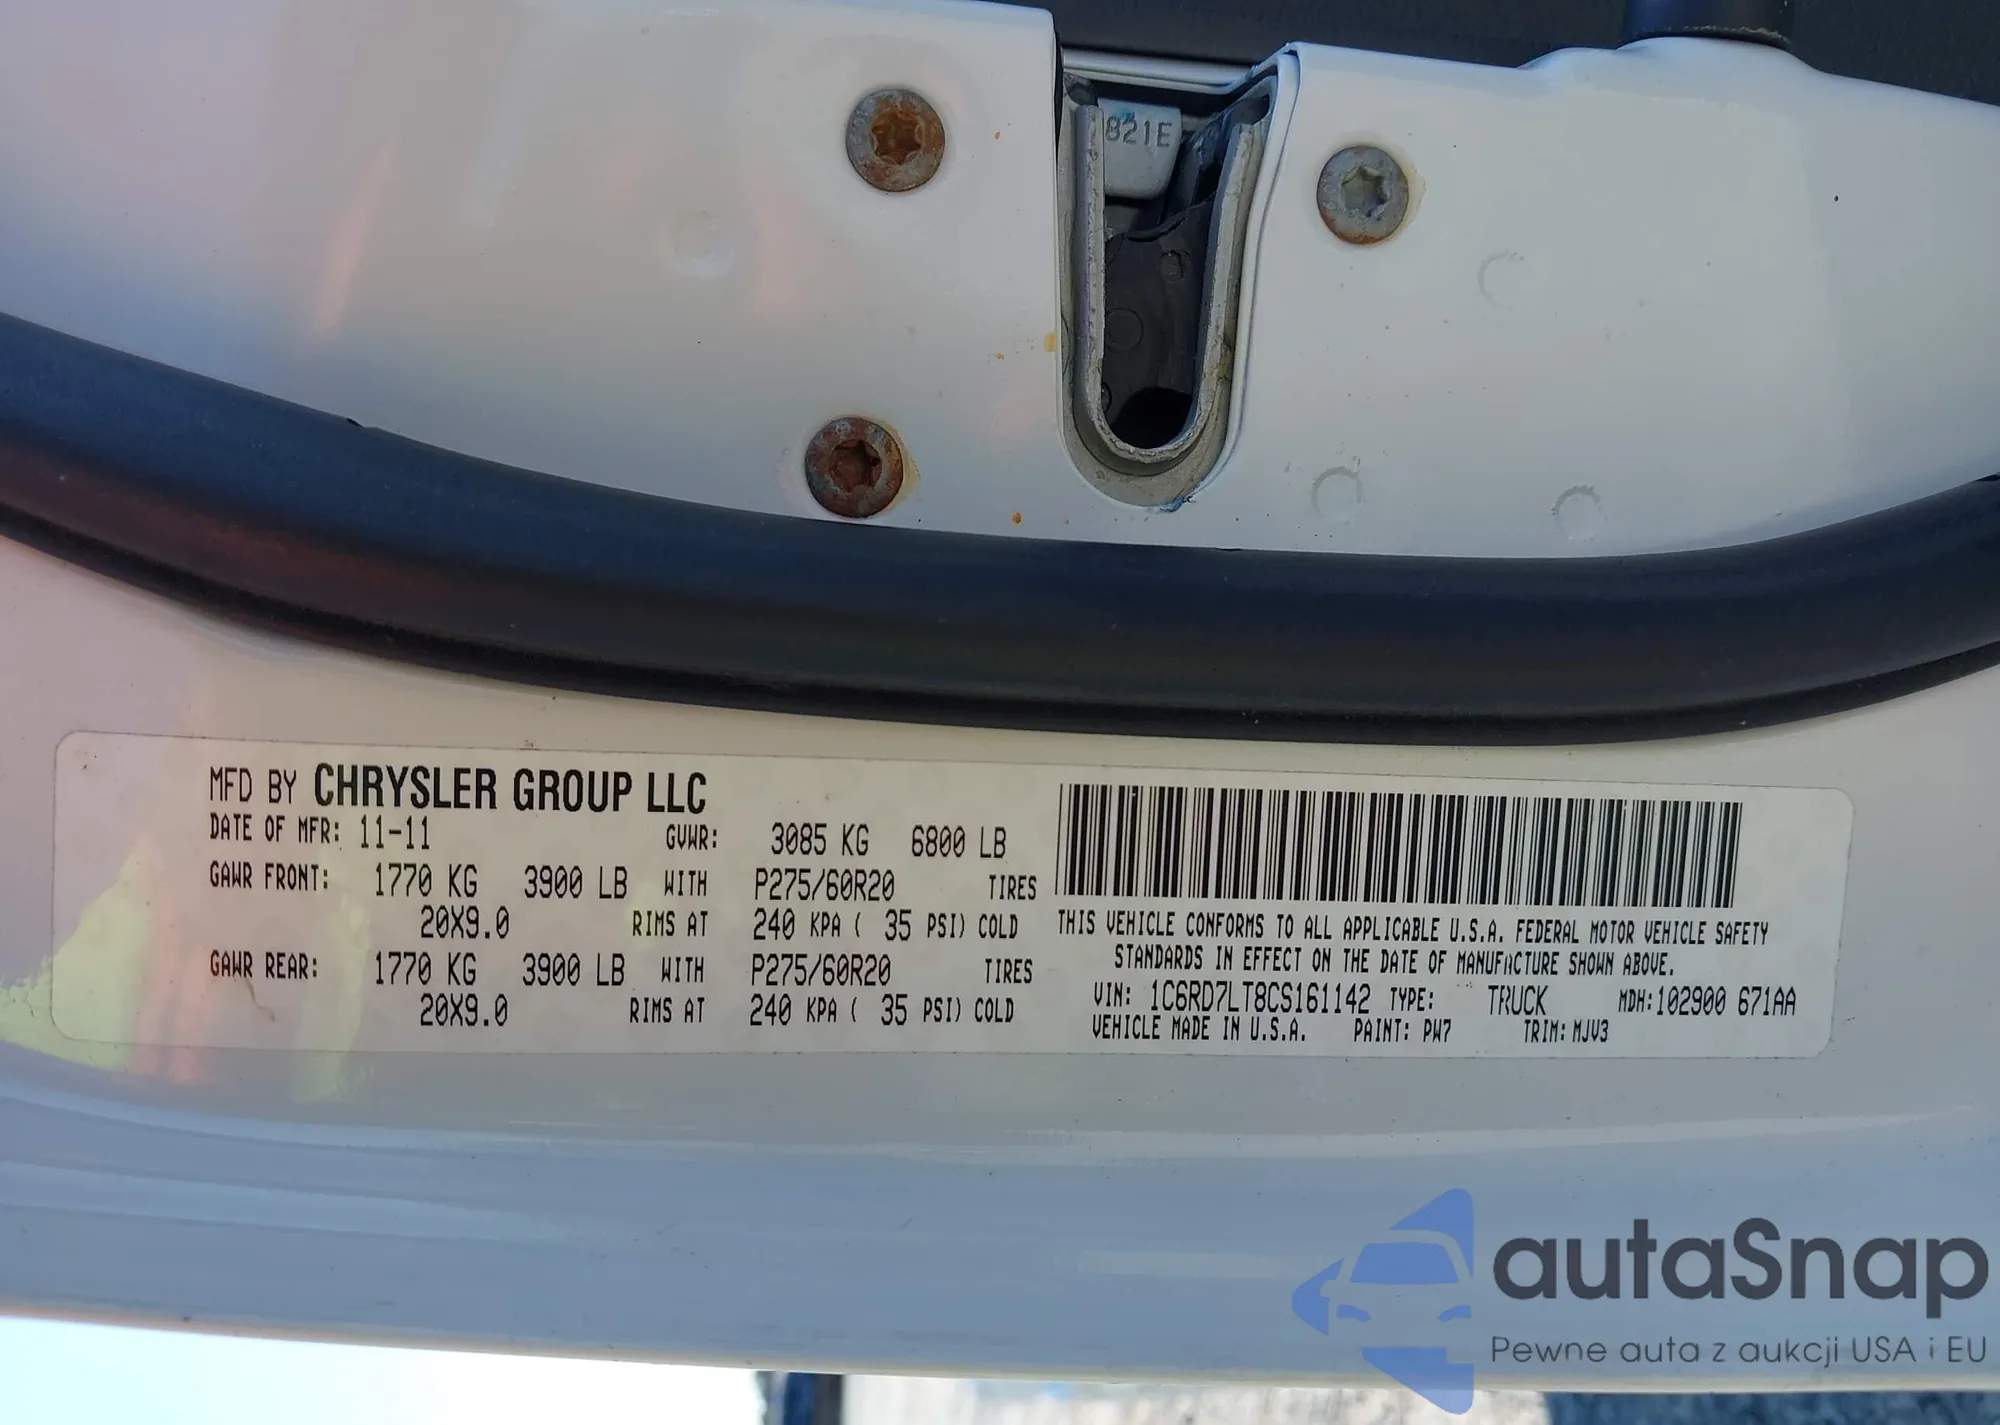 821E
MFD BY CHRYSLER GROUP LLC
DATE OF MFR: 11-11 GVWR: 3085 KG 6800 LB
GAWR FRONT: 1770 KG 3900 LB WITH P275/60R20 TIRES
20X9.0 RIMS AT 240 KPA ( 35 PSI) COLD
GAWR REAR: 1770 KG 3900 LB WITH P275/60R20 TIRES
20X9.0 RIMS AT 240 KPA ( 35 PSI) COLD
THIS VEHICLE CONFORMS TO ALL APPLICABLE U.S.A. FEDERAL MOTOR VEHICLE SAFETY
STANDARDS IN EFFECT ON THE DATE OF MANUFACTURE SHOWN ABOVE.
VIN: 1C6RD7LT8CS161142 TYPE: TRUCK MDH:102900 671AA
VEHICLE MADE IN U.S.A. PAINT: PW7 TRIM: MJV3
autaSnap
Pewne auta z aukcji USA i EU